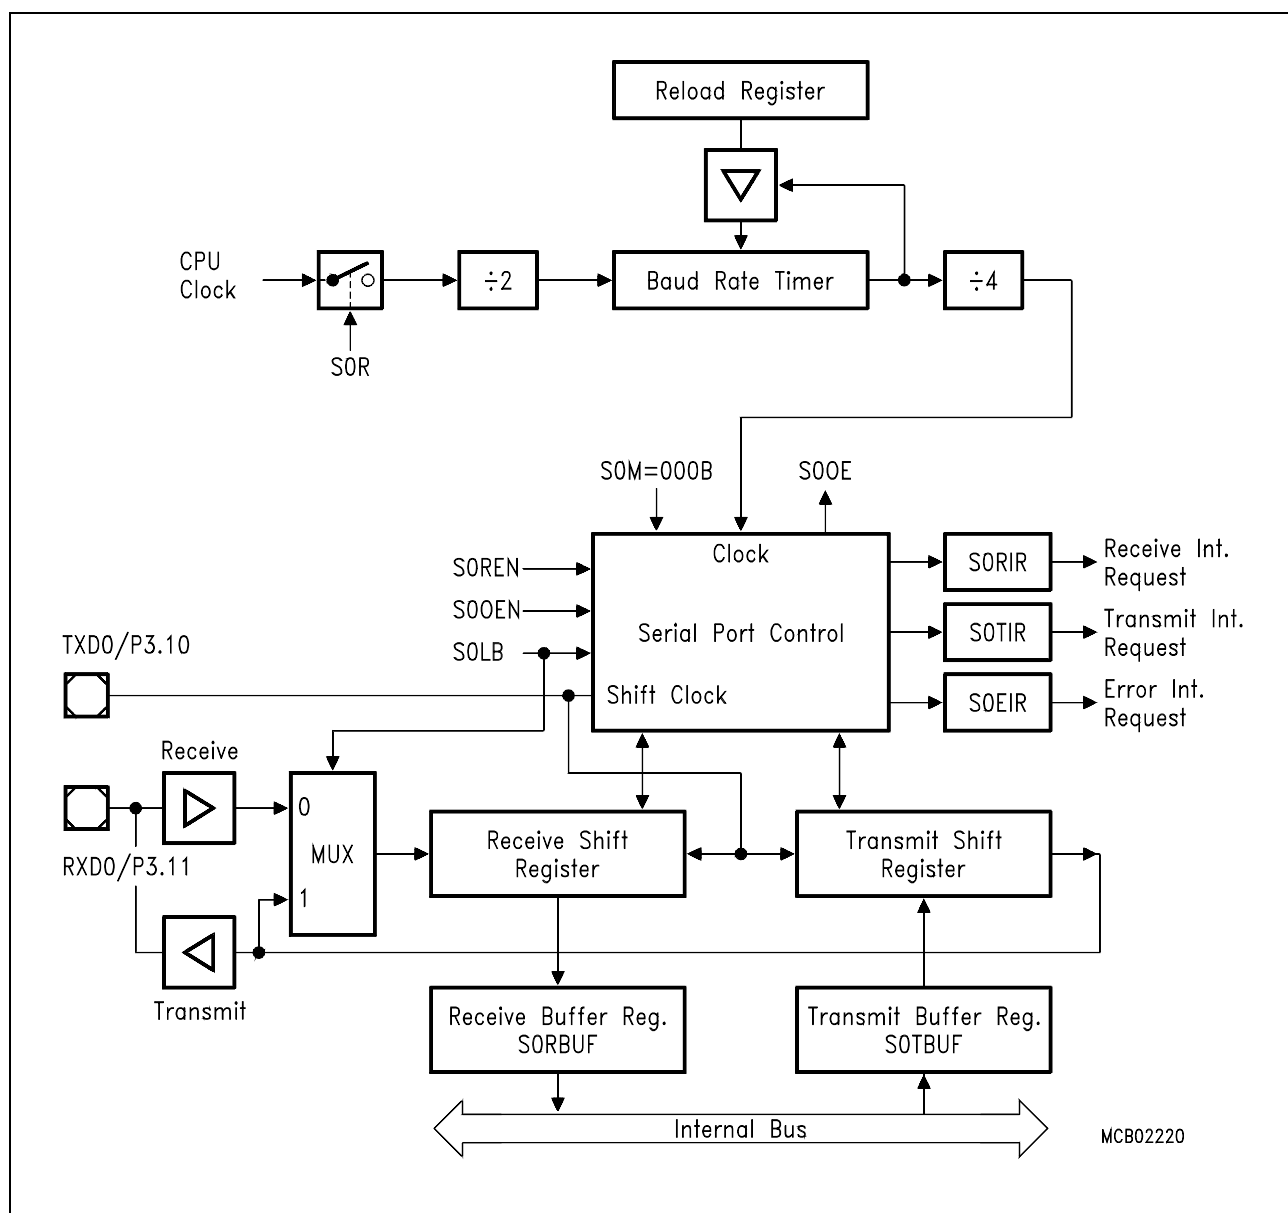 Reload Register
CPU
Clock
÷2
Baud Rate Timer
÷4
S0R
S0M=000B
S0OE
Clock
S0REN
S0OEN
S0LB
Serial Port Control
Shift Clock
S0RIR
Receive Int.
Request
S0TIR
Transmit Int.
Request
S0EIR
Error Int.
Request
TXD0/P3.10
Receive
RXD0/P3.11
0
MUX
1
Transmit
Receive Shift
Register
Transmit Shift
Register
Receive Buffer Reg.
S0RBUF
Transmit Buffer Reg.
S0TBUF
Internal Bus
MCB02220